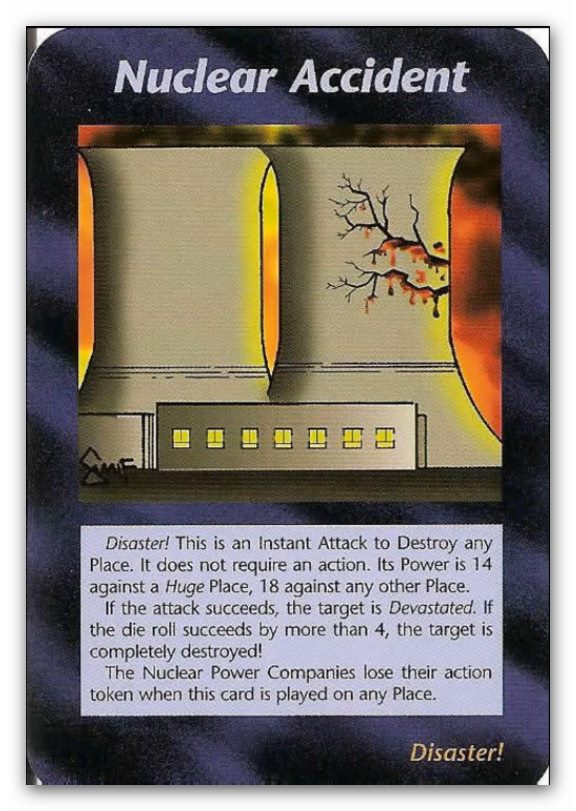 Nuclear Accident
Disaster! This is an Instant Attack to Destroy any
Place. It does not require an action. Its Power is 14
against a Huge Place, 18 against any other Place.
If the attack succeeds, the target is Devastated. If
the die roll succeeds by more than 4, the target is
completely destroyed!
The Nuclear Power Companies lose their action
token when this card is played on any Place.
Disaster!